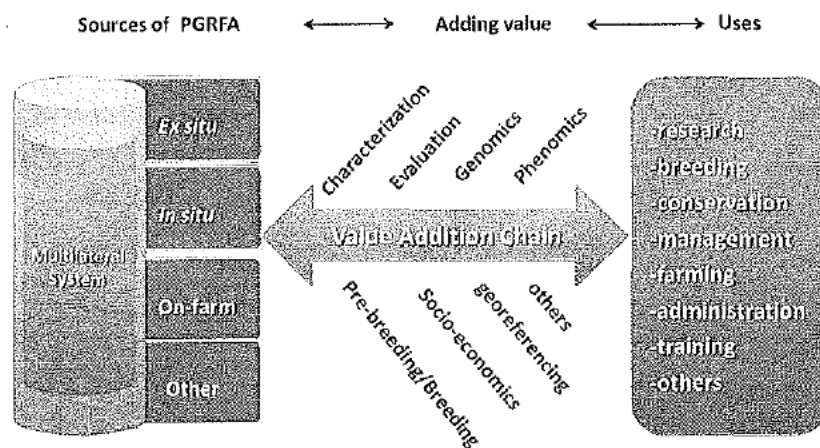 Sources of PGRFA
Adding value
Uses
Multilateral
System
Ex situ
In situ
On-farm
Other
Characterization
Evaluation
Genomics
Phenomics
Value Addition Chain
Pre-breeding/Breeding
Socio-economics
georeferencing
others
-research
-breeding
-conservation
-management
-farming
-administration
-training
-others